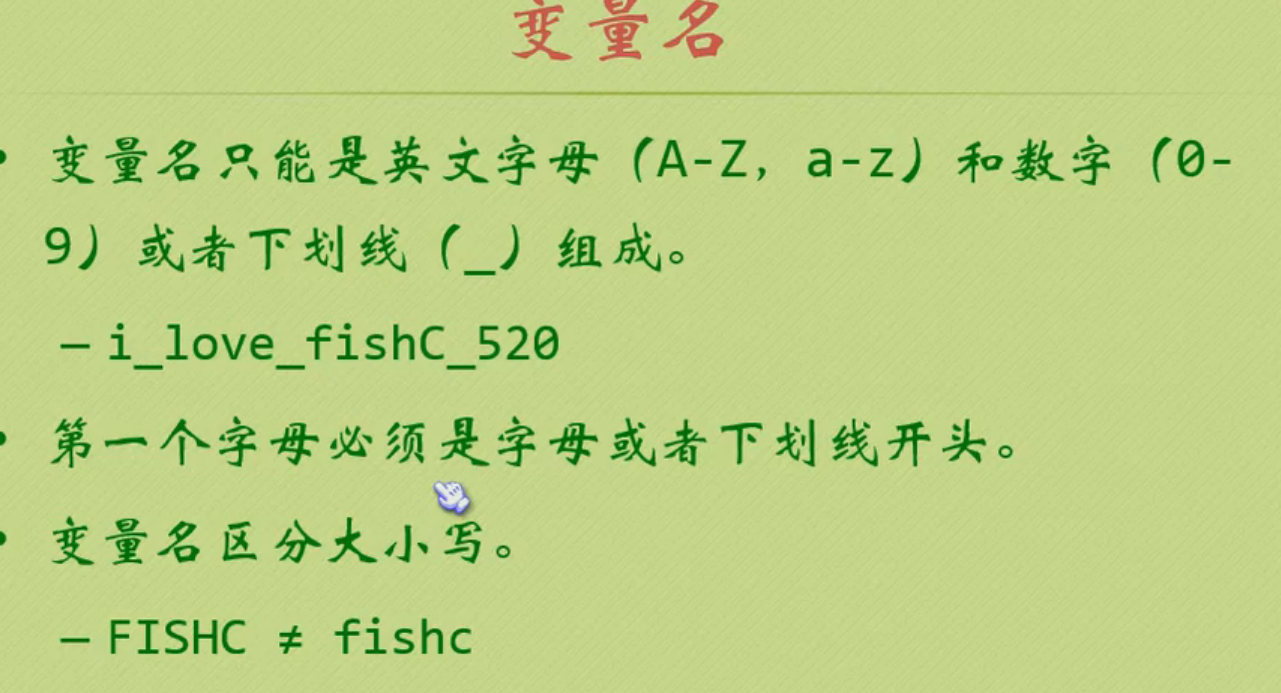 变量名
• 变量名只能是英文字母（A-Z，a-z）和数字（0-
9）或者下划线（_）组成。
– i_love_fishC_520
• 第一个字母必须是字母或者下划线开头。
• 变量名区分大小写。
– FISHC ≠ fishc